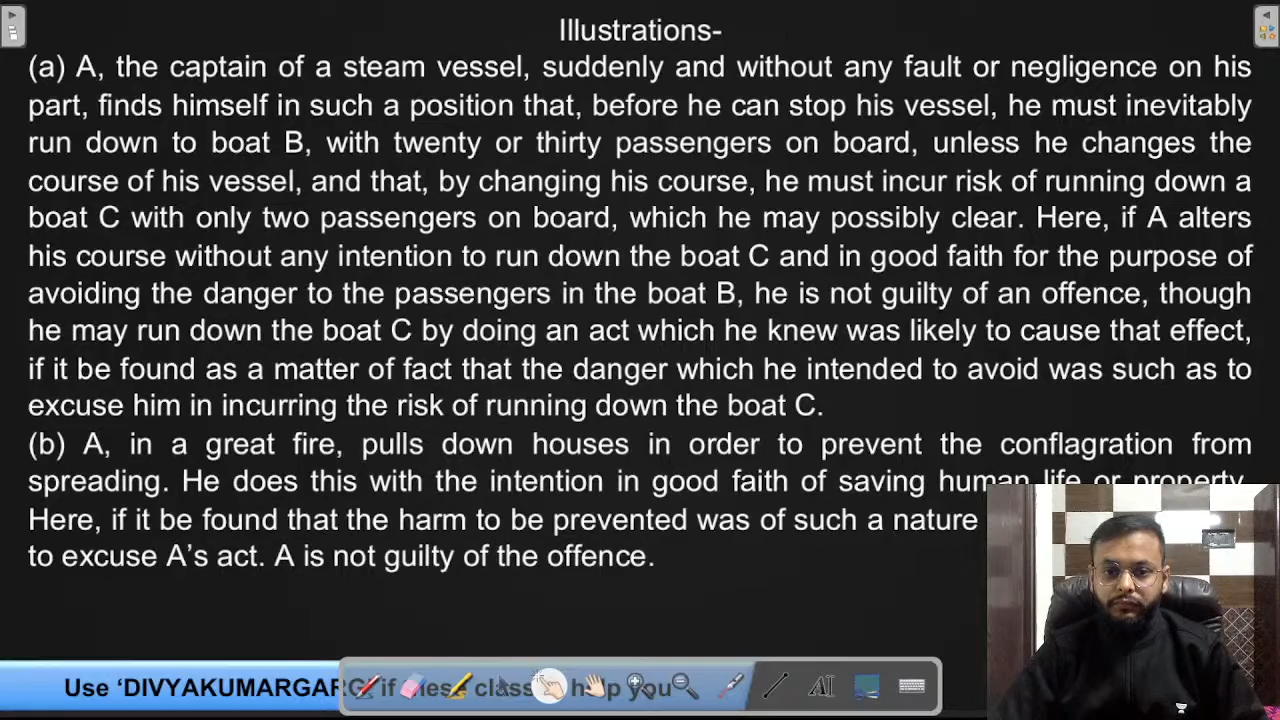 Illustrations-
(a) A, the captain of a steam vessel, suddenly and without any fault or negligence on his
part, finds himself in such a position that, before he can stop his vessel, he must inevitably
run down to boat B, with twenty or thirty passengers on board, unless he changes the
course of his vessel, and that, by changing his course, he must incur risk of running down a
boat C with only two passengers on board, which he may possibly clear. Here, if A alters
his course without any intention to run down the boat C and in good faith for the purpose of
avoiding the danger to the passengers in the boat B, he is not guilty of an offence, though
he may run down the boat C by doing an act which he knew was likely to cause that effect,
if it be found as a matter of fact that the danger which he intended to avoid was such as to
excuse him in incurring the risk of running down the boat C.
(b) A, in a great fire, pulls down houses in order to prevent the conflagration from
spreading. He does this with the intention in good faith of saving human life or property.
Here, if it be found that the harm to be prevented was of such a nature
to excuse A’s act. A is not guilty of the offence.
Use ‘DIVYAKUMARGARG’ if these classes help you
AI